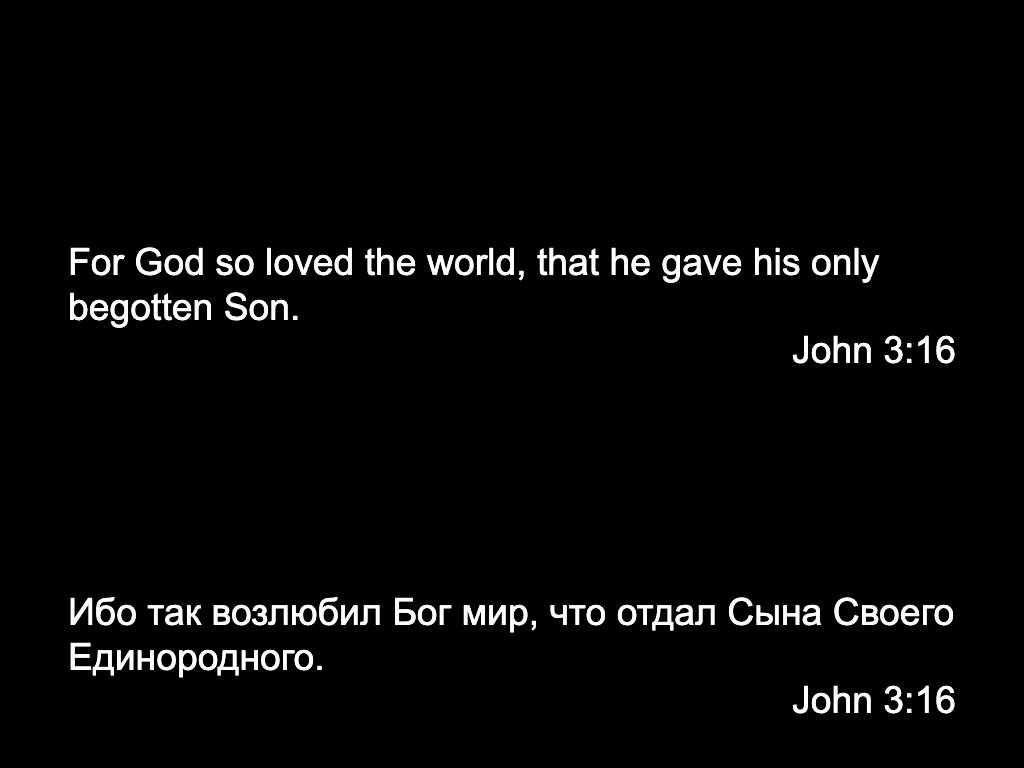 For God so loved the world, that he gave his only
begotten Son.
John 3:16
Ибо так возлюбил Бог мир, что отдал Сына Своего
Единородного.
John 3:16